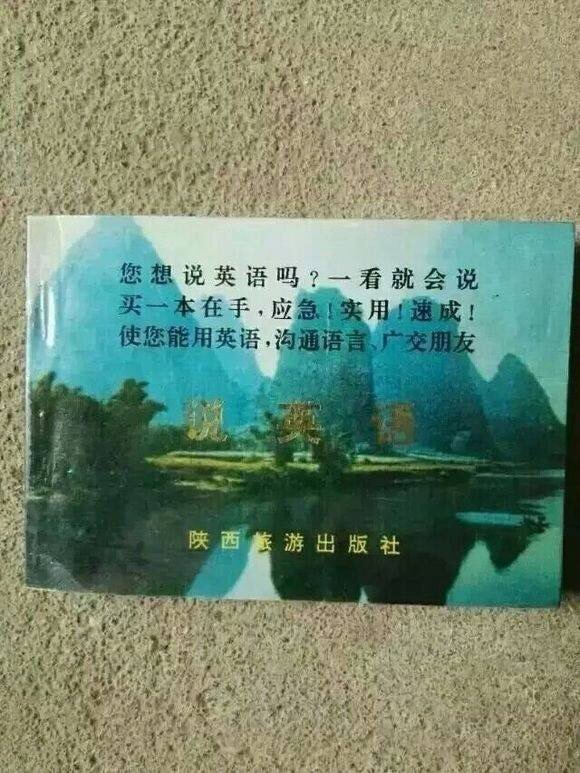 您想说英语吗?一看就会说
买一本在手,应急!实用!速成!
使您能用英语,沟通语言、广交朋友
说英语
陕西旅游出版社